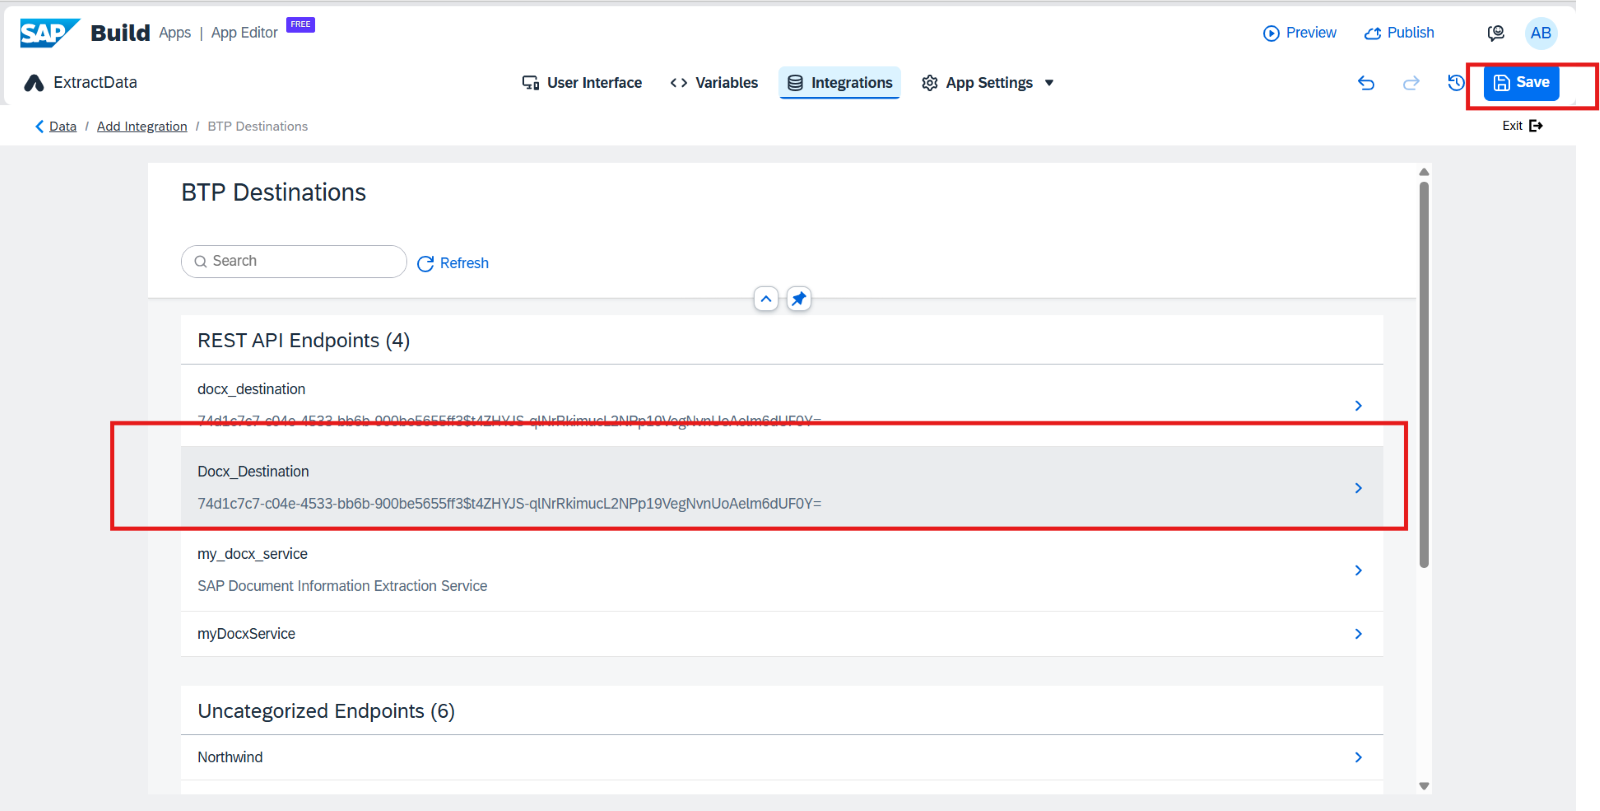 SAP Build Apps | App Editor FREE
Preview Publish AB
ExtractData User Interface Variables Integrations App Settings Save
Data / Add Integration / BTP Destinations Exit
BTP Destinations
Search Refresh
REST API Endpoints (4)
docx_destination
74d1c7c7-c04e-4533-bb6b-900be5655ff3$t4ZHYJS-qlNrRkimucL2NPp19VegNvnUoAelm6dUF0Y=
Docx_Destination
74d1c7c7-c04e-4533-bb6b-900be5655ff3$t4ZHYJS-qlNrRkimucL2NPp19VegNvnUoAelm6dUF0Y=
my_docx_service
SAP Document Information Extraction Service
myDocxService
Uncategorized Endpoints (6)
Northwind